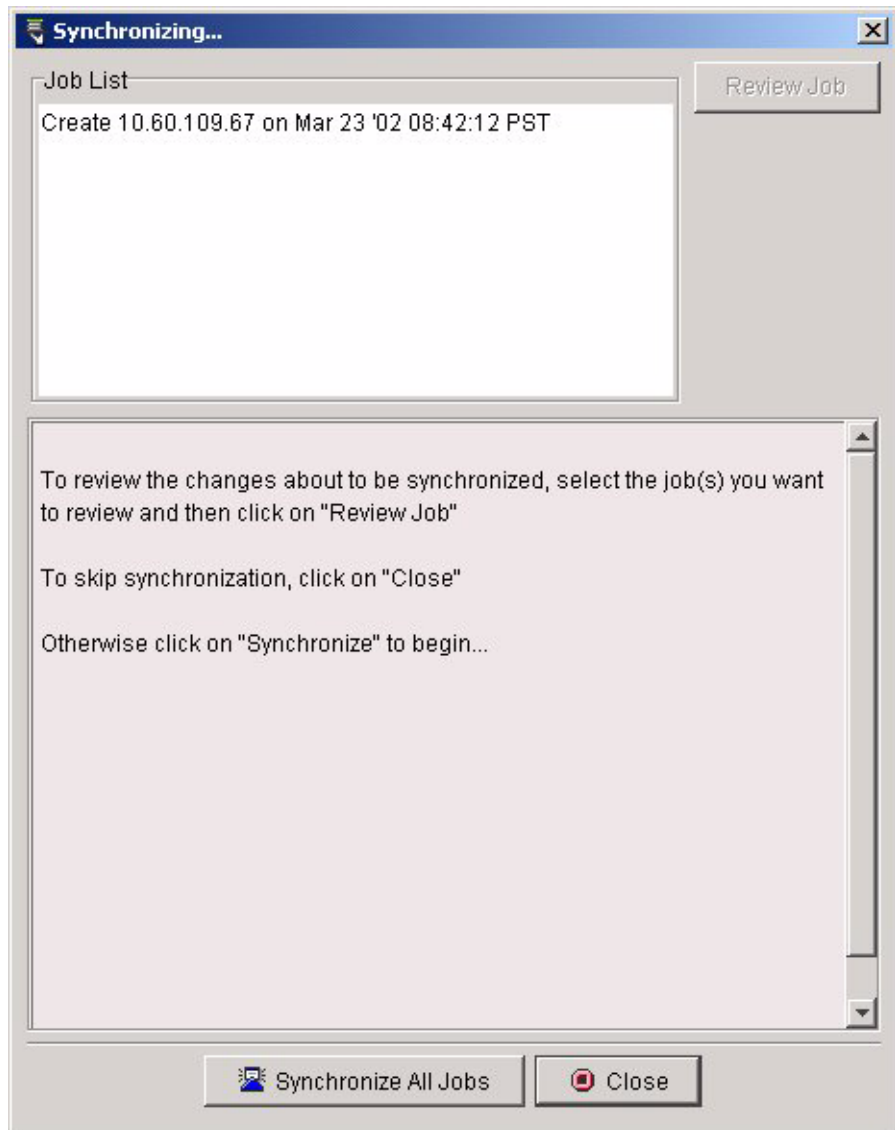 Synchronizing...
Job List
Review Job
Create 10.60.109.67 on Mar 23 '02 08:42:12 PST
To review the changes about to be synchronized, select the job(s) you want
to review and then click on "Review Job"
To skip synchronization, click on "Close"
Otherwise click on "Synchronize" to begin...
Synchronize All Jobs
Close